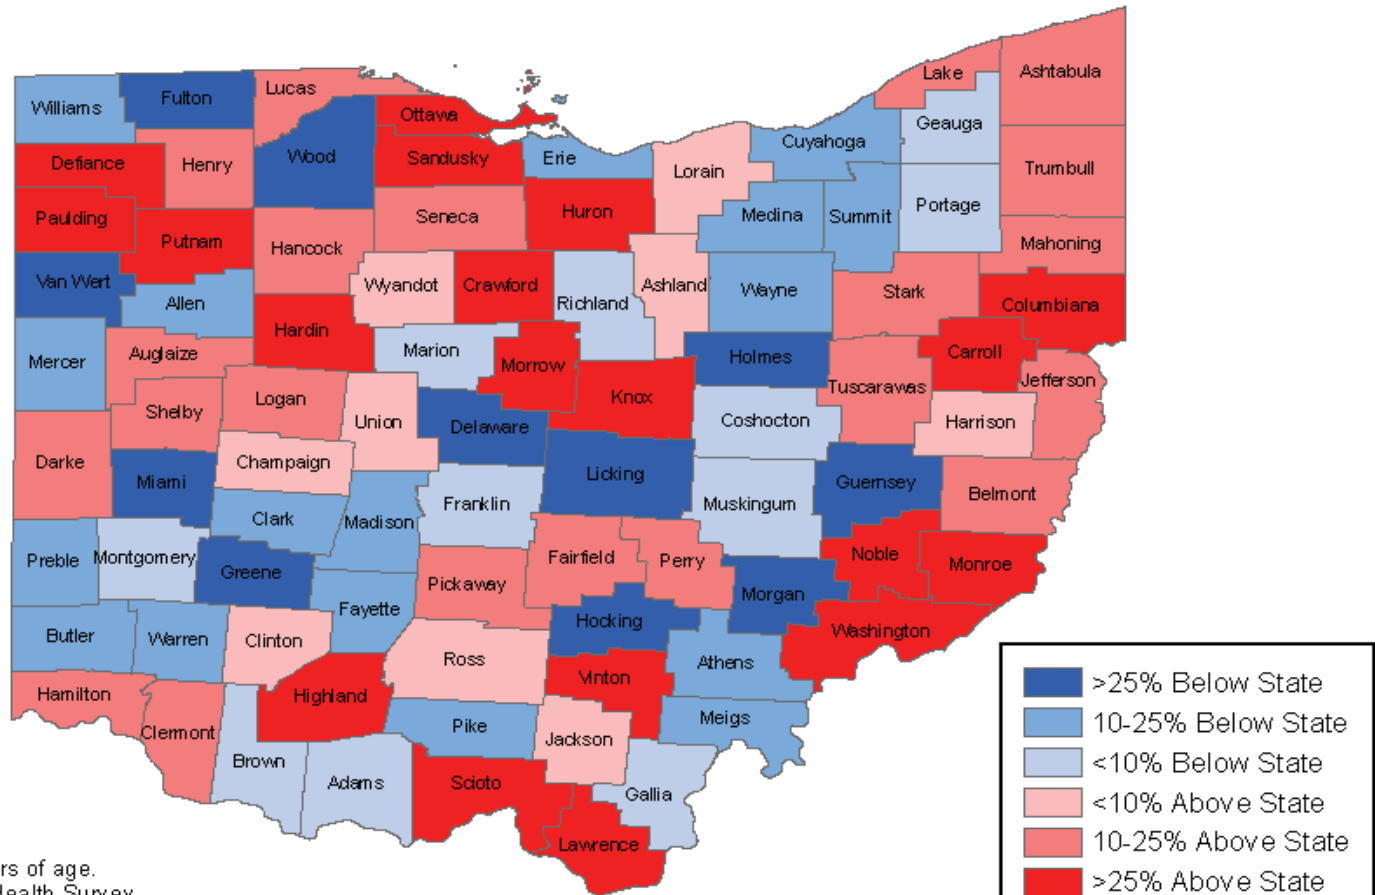 Lake
Ashtabula
Williams
Fulton
Lucas
Ottawa
Geauga
Cuyahoga
Defiance
Henry
Wood
Sandusky
Erie
Lorain
Trumbull
Paulding
Putnam
Hancock
Seneca
Huron
Medina
Summit
Portage
Mahoning
Van Wert
Allen
Wyandot
Crawford
Richland
Ashland
Wayne
Stark
Columbiana
Mercer
Auglaize
Hardin
Marion
Morrow
Holmes
Carroll
Jefferson
Shelby
Logan
Union
Delaware
Knox
Coshocton
Tuscarawas
Harrison
Darke
Miami
Champaign
Licking
Guernsey
Belmont
Clark
Madison
Franklin
Muskingum
Preble
Montgomery
Greene
Pickaway
Fairfield
Perry
Noble
Monroe
Fayette
Hocking
Morgan
Butler
Warren
Clinton
Ross
Washington
Hamilton
Highland
Vinton
Athens
Clermont
Pike
Jackson
Meigs
Brown
Adams
Scioto
Gallia
Lawrence
>25% Below State
10-25% Below State
<10% Below State
<10% Above State
10-25% Above State
>25% Above State
rs of age.
Health Survey